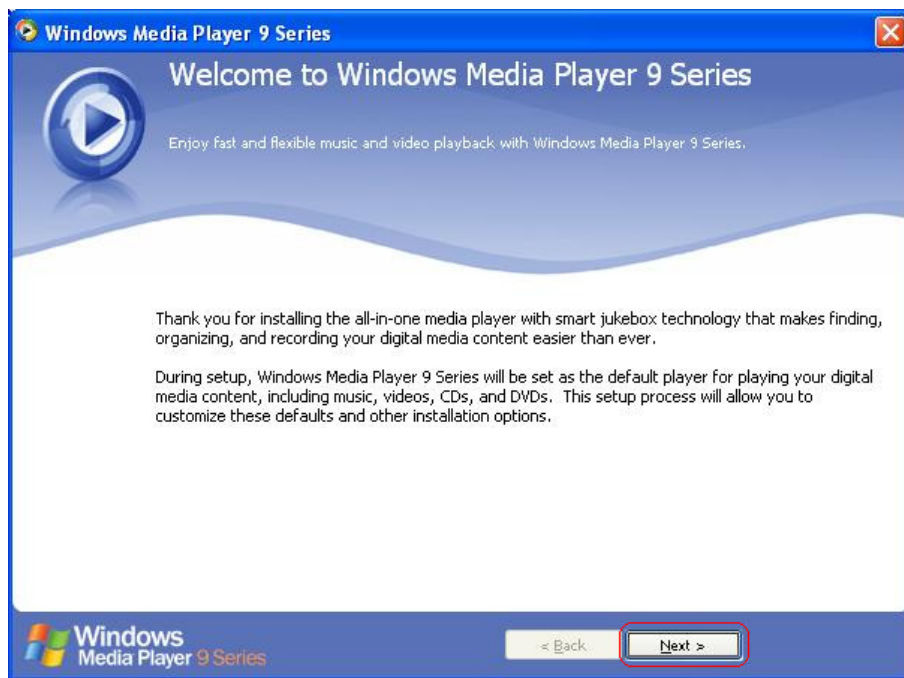 Windows Media Player 9 Series
Welcome to Windows Media Player 9 Series
Enjoy fast and flexible music and video playback with Windows Media Player 9 Series.
Thank you for installing the all-in-one media player with smart jukebox technology that makes finding,
organizing, and recording your digital media content easier than ever.
During setup, Windows Media Player 9 Series will be set as the default player for playing your digital
media content, including music, videos, CDs, and DVDs. This setup process will allow you to
customize these defaults and other installation options.
Windows
Media Player 9 Series
< Back
Next >